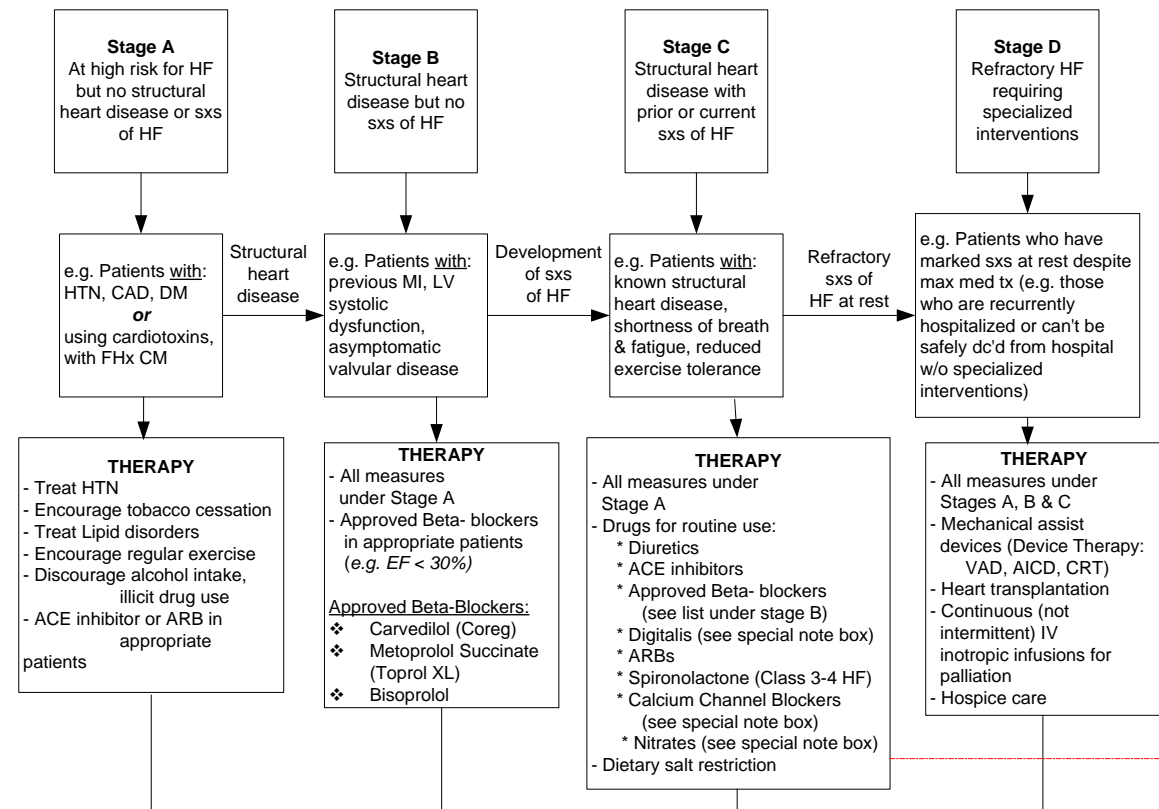 Stage A
At high risk for HF
but no structural
heart disease or sxs
of HF
Stage B
Structural heart
disease but no
sxs of HF
Stage C
Structural heart
disease with
prior or current
sxs of HF
Stage D
Refractory HF
requiring
specialized
interventions
e.g. Patients with:
HTN, CAD, DM
or
using cardiotoxins,
with FHx CM
Structural
heart
disease
e.g. Patients with:
previous MI, LV
systolic
dysfunction,
asymptomatic
valvular disease
Development
of sxs
of HF
e.g. Patients with:
known structural
heart disease,
shortness of breath
& fatigue, reduced
exercise tolerance
Refractory
sxs of
HF at rest
e.g. Patients who have
marked sxs at rest despite
max med tx (e.g. those
who are recurrently
hospitalized or can't be
safely dc'd from hospital
w/o specialized
interventions)
THERAPY
- Treat HTN
- Encourage tobacco cessation
- Treat Lipid disorders
- Encourage regular exercise
- Discourage alcohol intake,
illicit drug use
- ACE inhibitor or ARB in
appropriate
patients
THERAPY
- All measures
under Stage A
- Approved Beta- blockers
in appropriate patients
(e.g. EF < 30%)
Approved Beta-Blockers:
❖ Carvedilol (Coreg)
❖ Metoprolol Succinate
(Toprol XL)
❖ Bisoprolol
THERAPY
- All measures under
Stage A
- Drugs for routine use:
* Diuretics
* ACE inhibitors
* Approved Beta- blockers
(see list under stage B)
* Digitalis (see special note box)
* ARBs
* Spironolactone (Class 3-4 HF)
* Calcium Channel Blockers
(see special note box)
* Nitrates (see special note box)
- Dietary salt restriction
THERAPY
- All measures under
Stages A, B & C
- Mechanical assist
devices (Device Therapy:
VAD, AICD, CRT)
- Heart transplantation
- Continuous (not
intermittent) IV
inotropic infusions for
palliation
- Hospice care